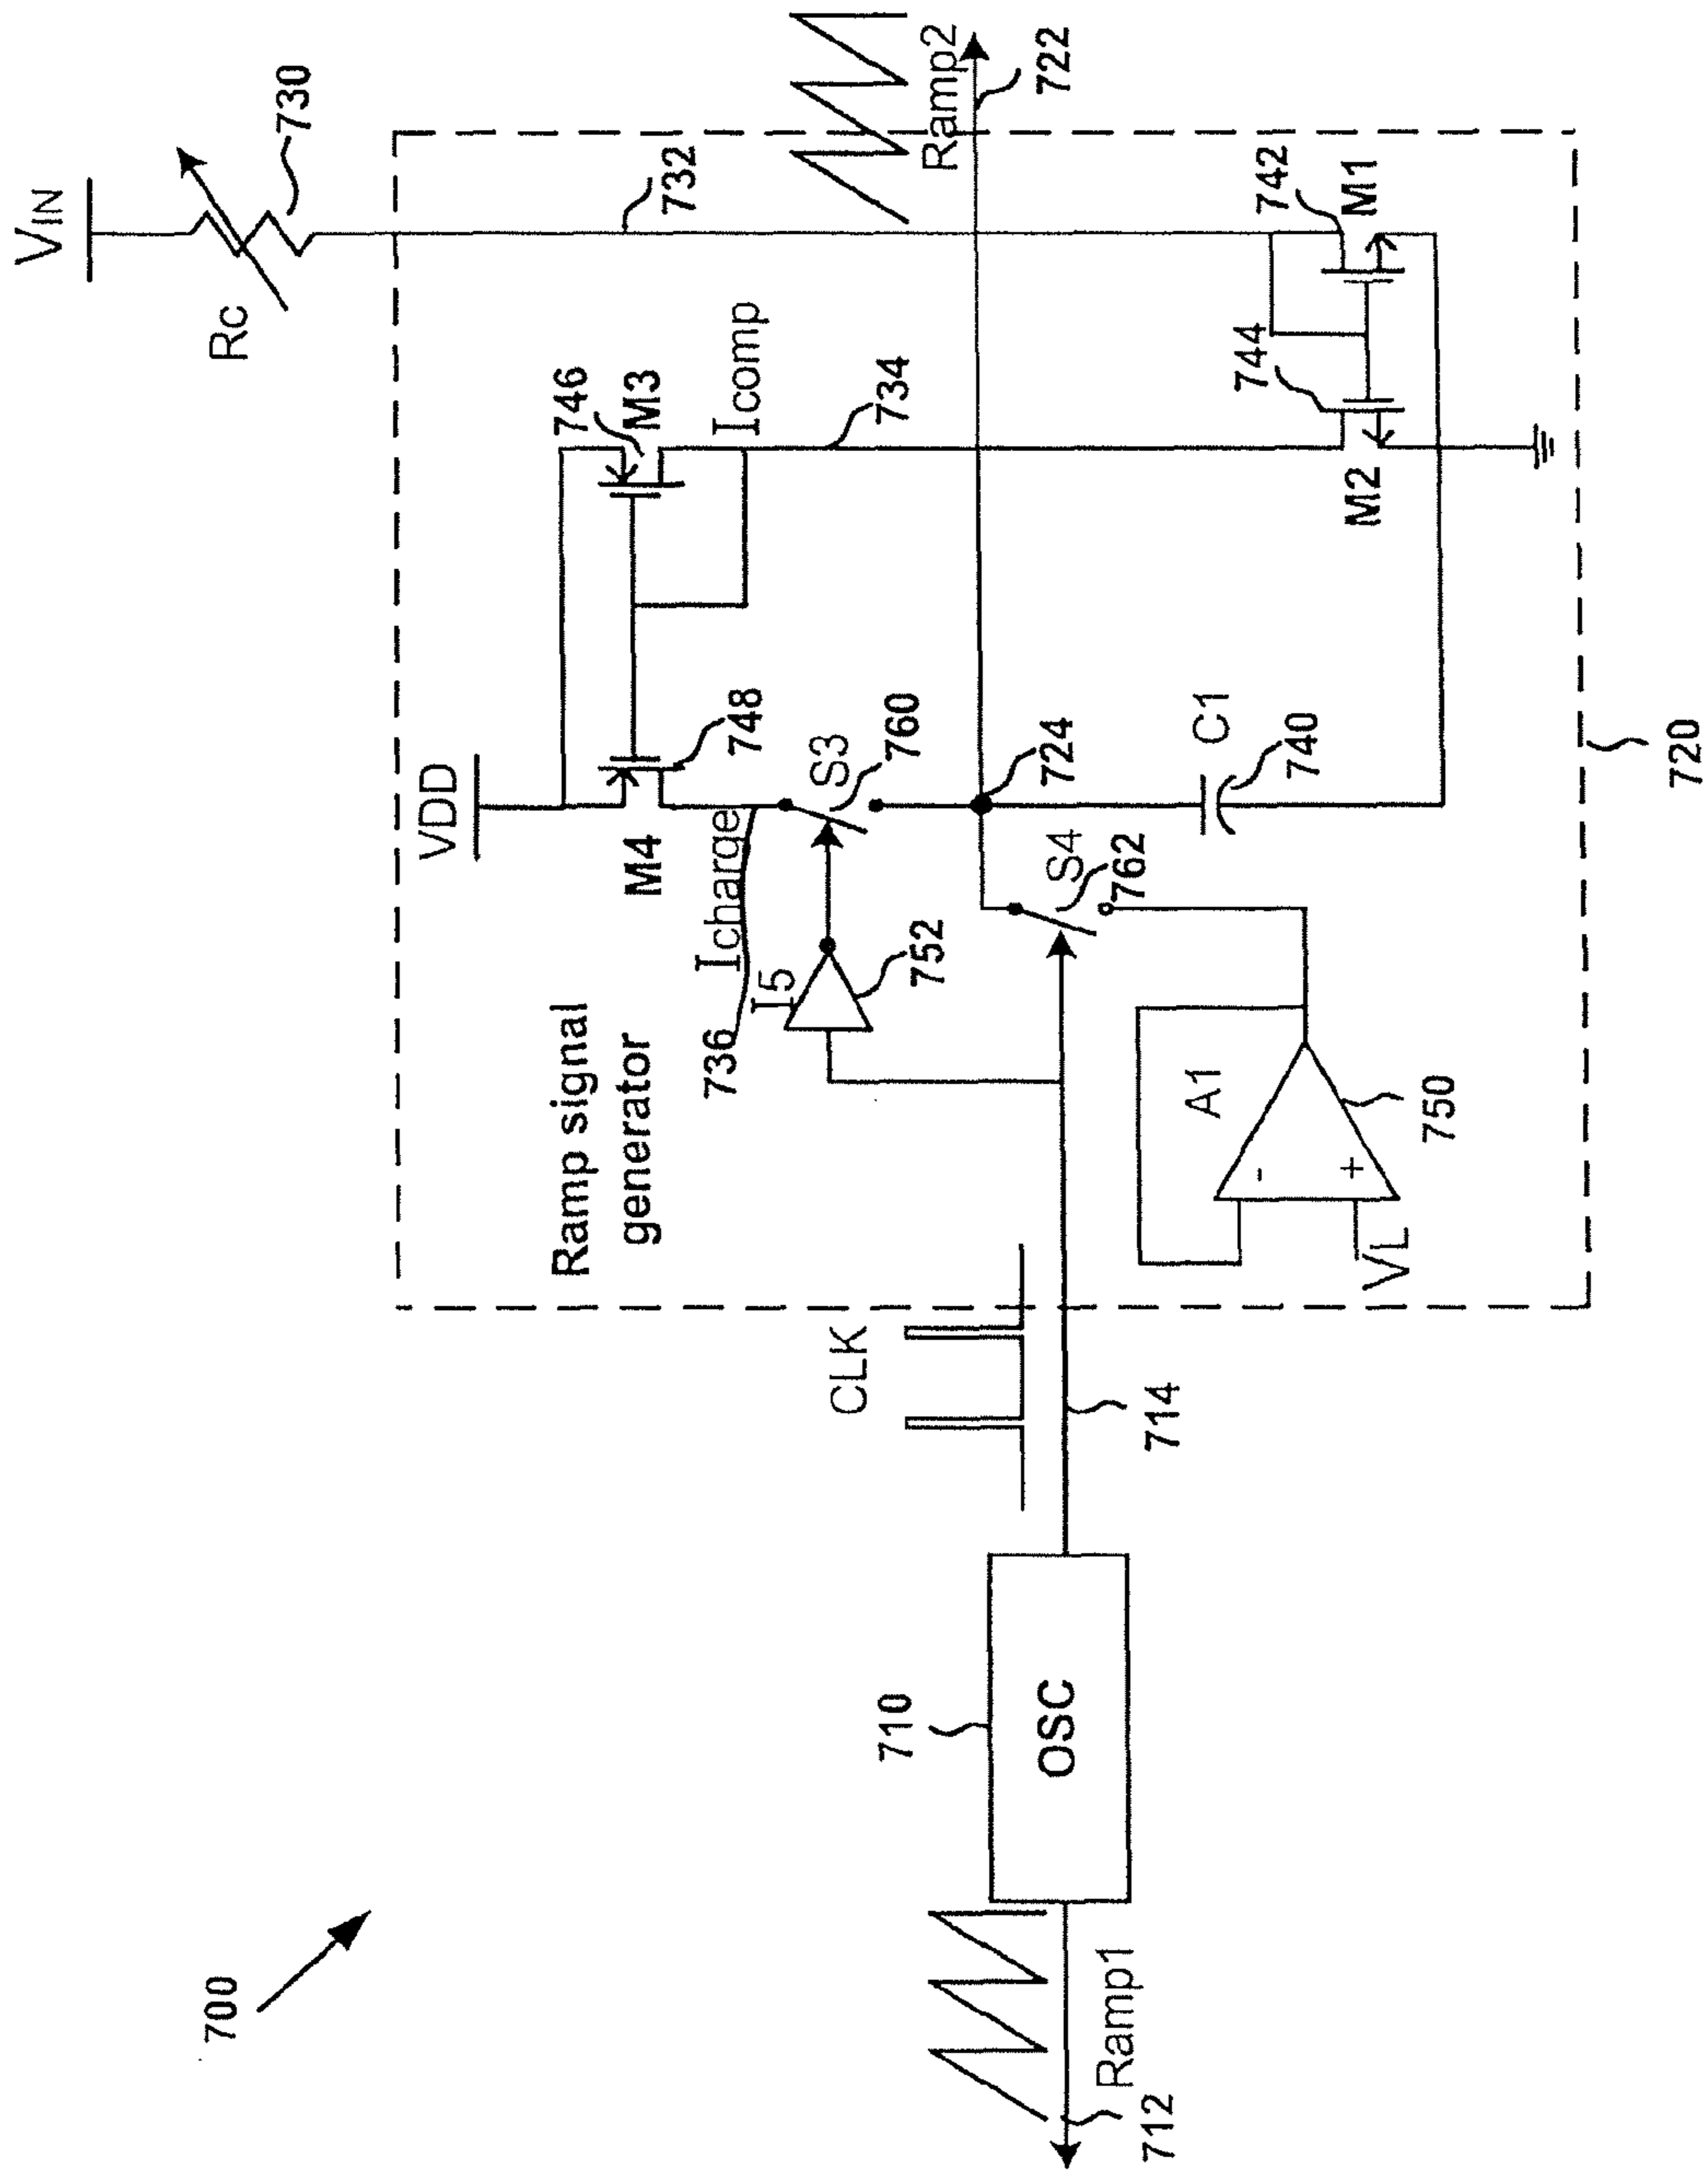 700
712
Ramp1
710
OSC
714
CLK
720
Ramp signal
generator
VL
-
+
A1
750
736
Icharge
I5
752
VDD
M4
748
S3
760
S4
762
724
C1
740
746
M3
Icomp
734
M2
744
742
M1
732
Ramp2
722
VIN
Rc
730